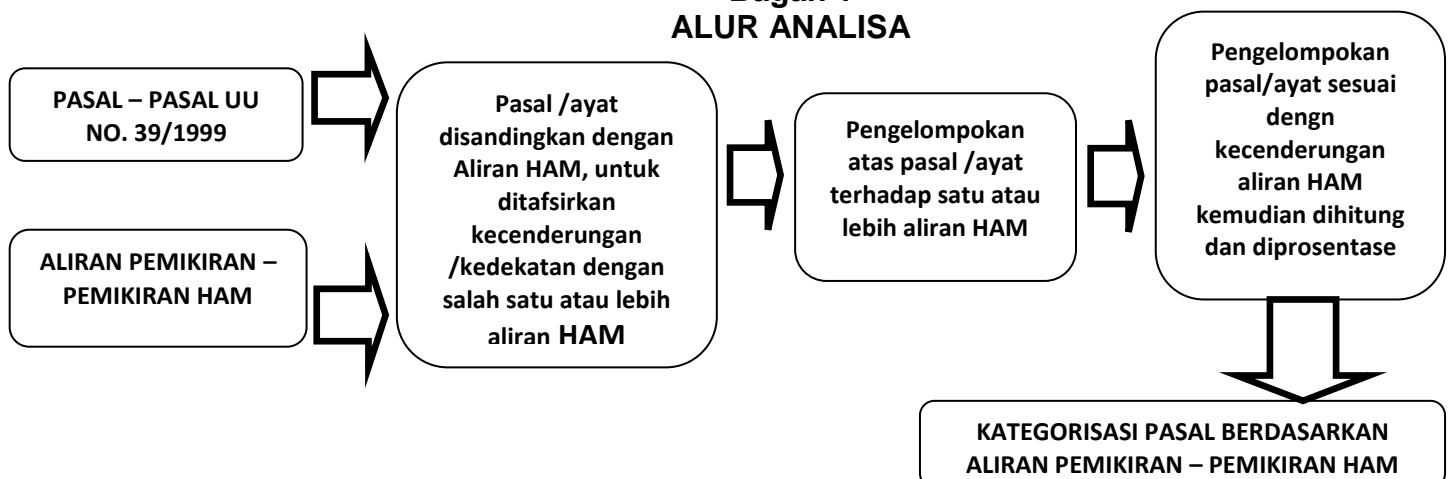 ALUR ANALISA
PASAL – PASAL UU
NO. 39/1999
ALIRAN PEMIKIRAN –
PEMIKIRAN HAM
Pasal /ayat
disandingkan dengan
Aliran HAM, untuk
ditafsirkan
kecenderungan
/kedekatan dengan
salah satu atau lebih
aliran HAM
Pengelompokan
atas pasal /ayat
terhadap satu atau
lebih aliran HAM
Pengelompokan
pasal/ayat sesuai
dengn
kecenderungan
aliran HAM
kemudian dihitung
dan diprosentase
KATEGORISASI PASAL BERDASARKAN
ALIRAN PEMIKIRAN – PEMIKIRAN HAM